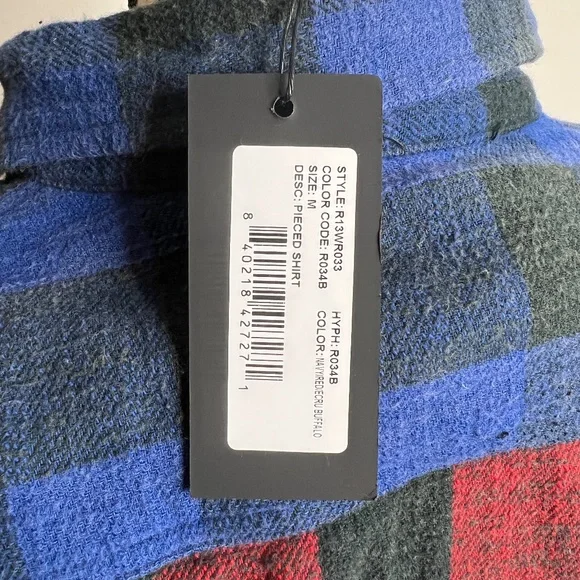 STYLE: R13WR033
COLOR CODE: R034B HYPH: R034B
SIZE: M COLOR: NAVY/RED/ECRU BUFFALO
DESC: PIECED SHIRT
8 40218 42727 1